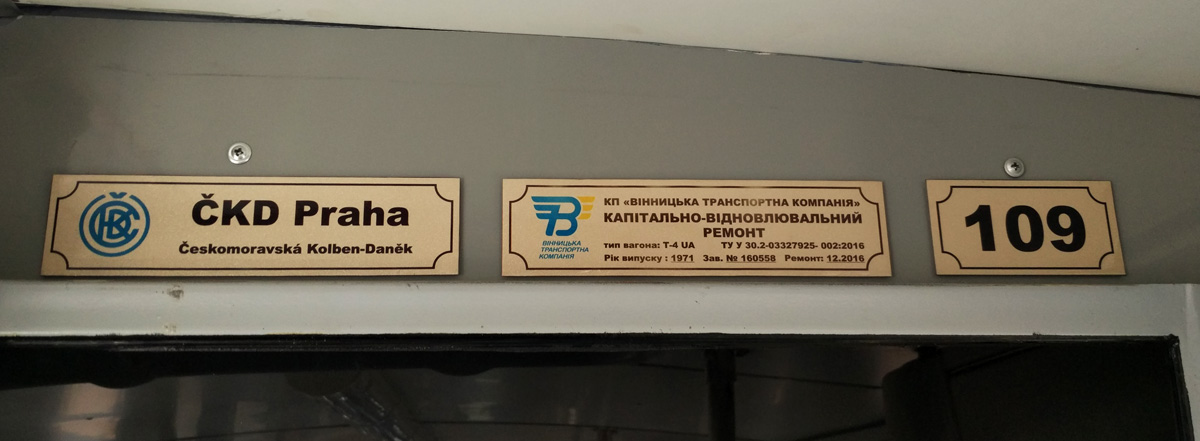 ČKD
ČKD Praha
Českomoravská Kolben-Daněk
ВІННИЦЬКА
ТРАНСПОРТНА
КОМПАНІЯ
КП «ВІННИЦЬКА ТРАНСПОРТНА КОМПАНІЯ»
КАПІТАЛЬНО-ВІДНОВЛЮВАЛЬНИЙ
РЕМОНТ
тип вагона: Т-4 UA ТУ У 30.2-03327925- 002:2016
Рік випуску : 1971 Зав. № 160558 Ремонт: 12.2016
109